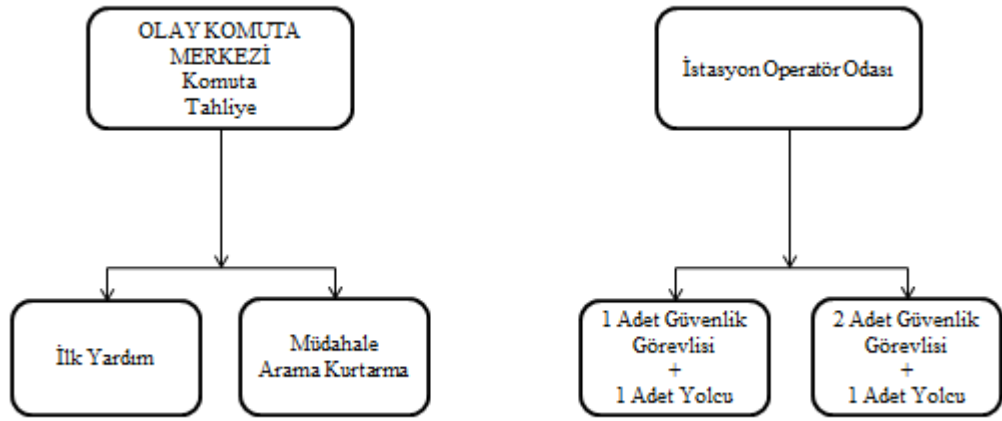 OLAY KOMUTA
MERKEZİ
Komuta
Tahliye
İstasyon Operatör Odası
İlk Yardım
Müdahale
Arama Kurtarma
1 Adet Güvenlik
Görevlisi
+
1 Adet Yolcu
2 Adet Güvenlik
Görevlisi
+
1 Adet Yolcu